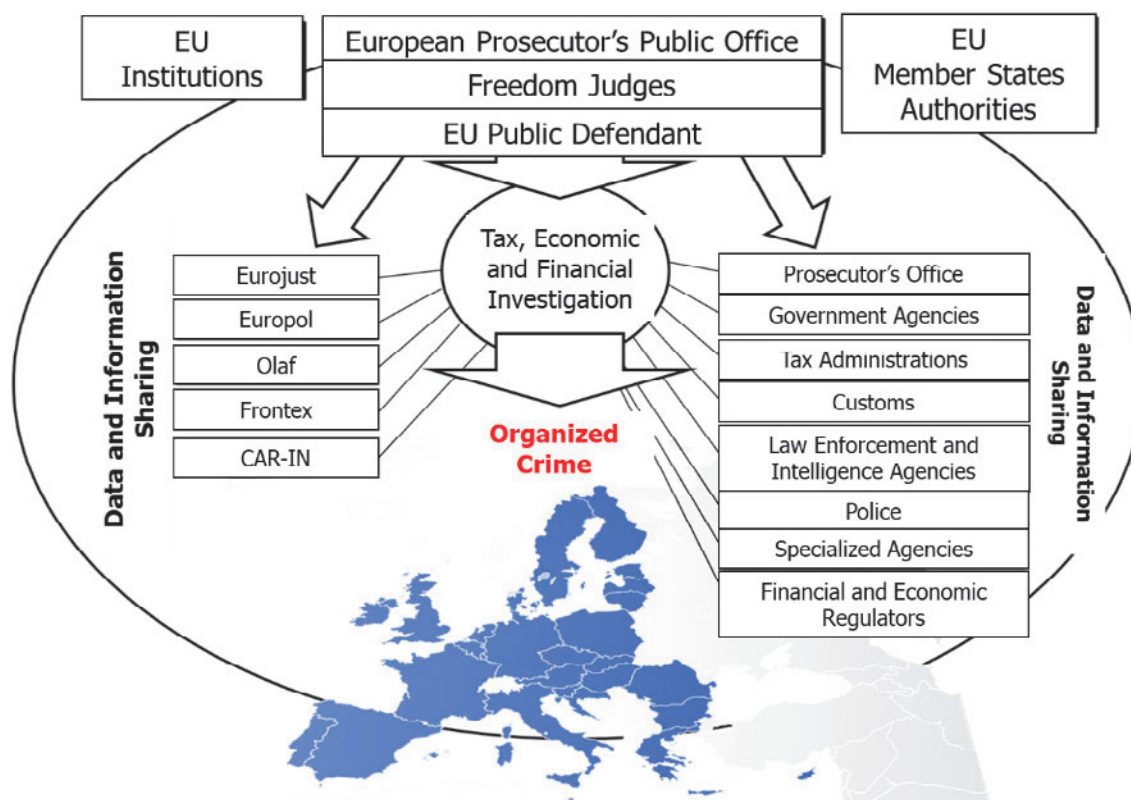 EU
Institutions
European Prosecutor's Public Office
Freedom Judges
EU Public Defendant
EU
Member States
Authorities
Data and Information
Sharing
Eurojust
Europol
Olaf
Frontex
CAR-IN
Tax, Economic
and Financial
Investigation
Organized
Crime
Prosecutor's Office
Government Agencies
Tax Administrations
Customs
Law Enforcement and
Intelligence Agencies
Police
Specialized Agencies
Financial and Economic
Regulators
Data and Information
Sharing